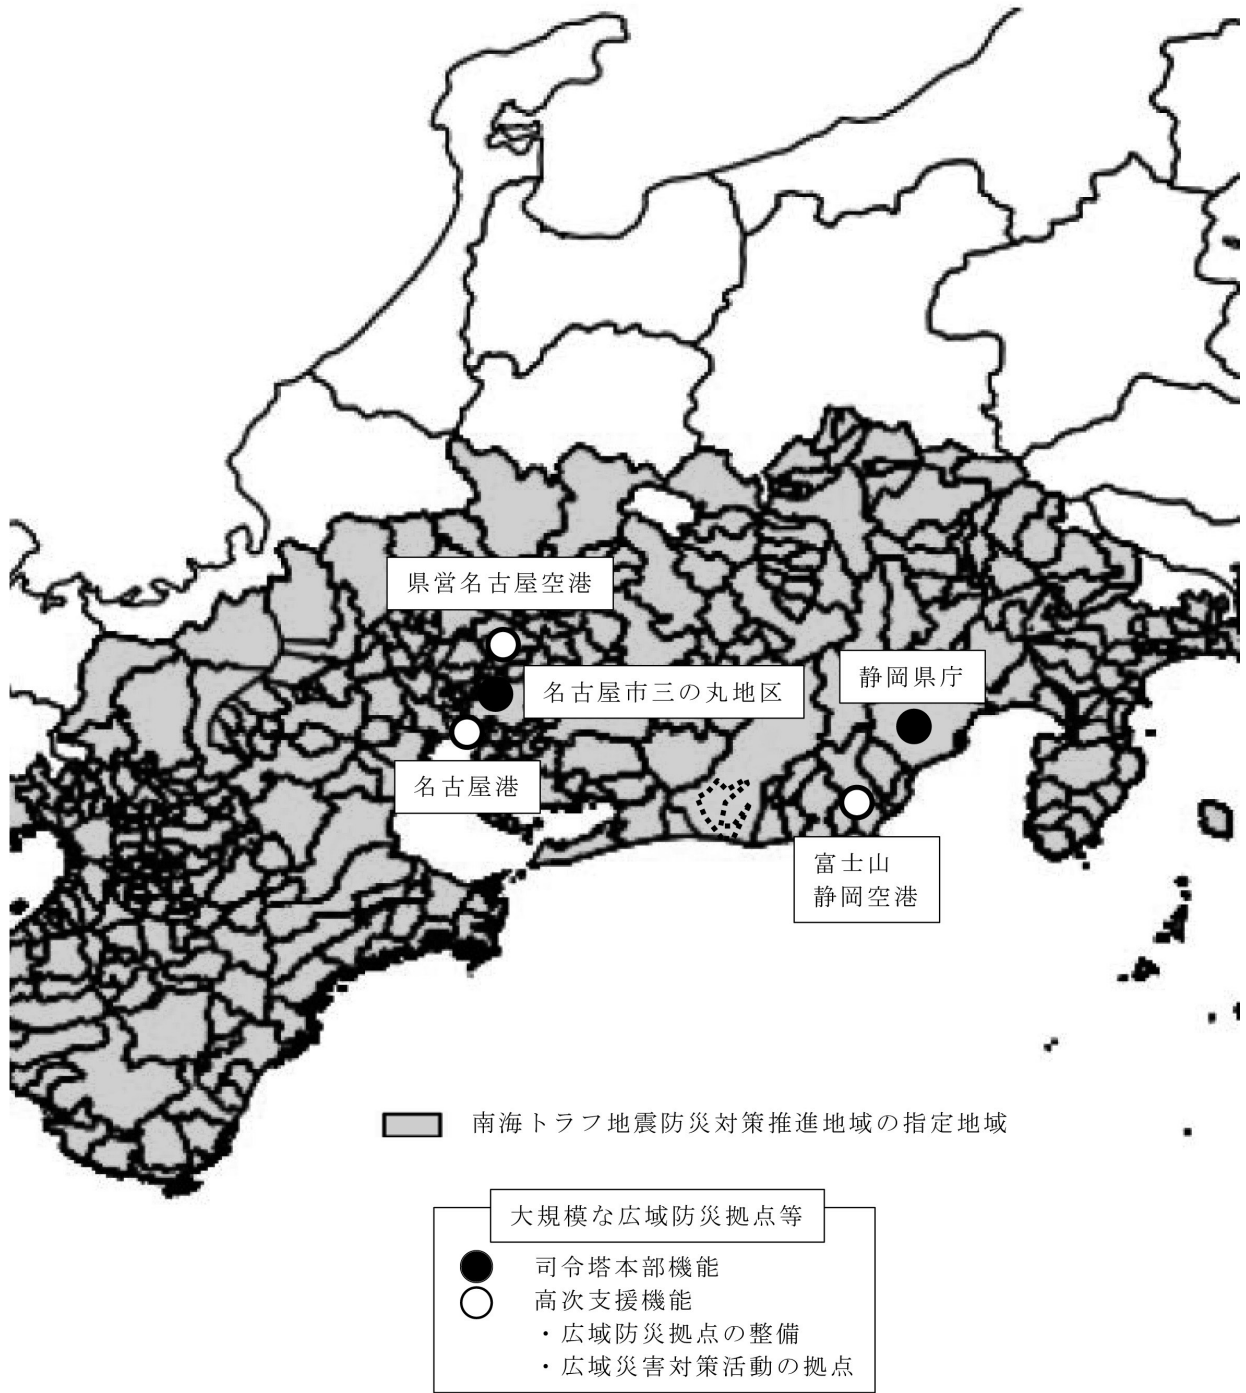 県営名古屋空港
名古屋市三の丸地区
静岡県庁
名古屋港
富士山
静岡空港
南海トラフ地震防災対策推進地域の指定地域
大規模な広域防災拠点等
司令塔本部機能
高次支援機能
・広域防災拠点の整備
・広域災害対策活動の拠点